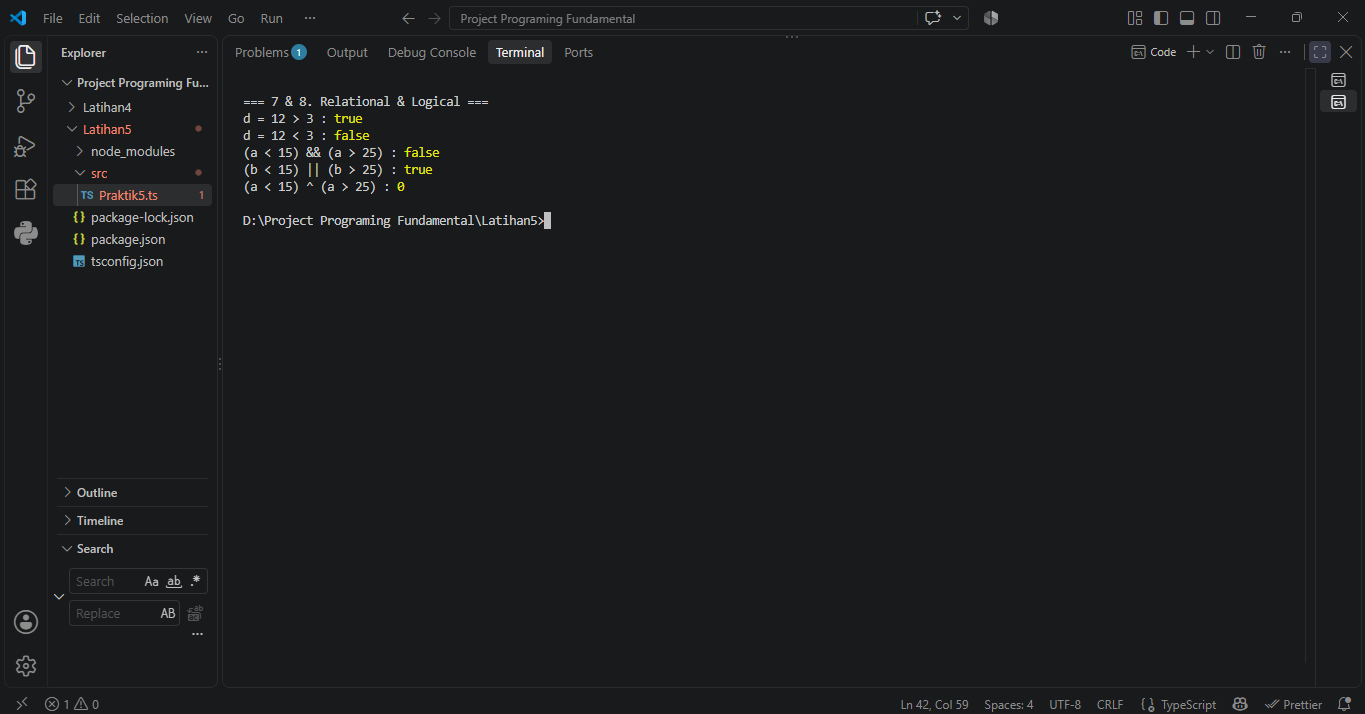 File Edit Selection View Go Run ···
Project Programing Fundamental
Explorer ···
Project Programing Fu...
Latihan4
Latihan5
node_modules
src
TS Praktik5.ts 1
{} package-lock.json
{} package.json
TS tsconfig.json
Outline
Timeline
Search
Search Aa ab .*
Replace AB
···
Problems 1 Output Debug Console Terminal Ports
Code ···
=== 7 & 8. Relational & Logical ===
d = 12 > 3 : true
d = 12 < 3 : false
(a < 15) && (a > 25) : false
(b < 15) || (b > 25) : true
(a < 15) ^ (a > 25) : 0
D:\Project Programing Fundamental\Latihan5>
1 0
Ln 42, Col 59 Spaces: 4 UTF-8 CRLF {} TypeScript Prettier